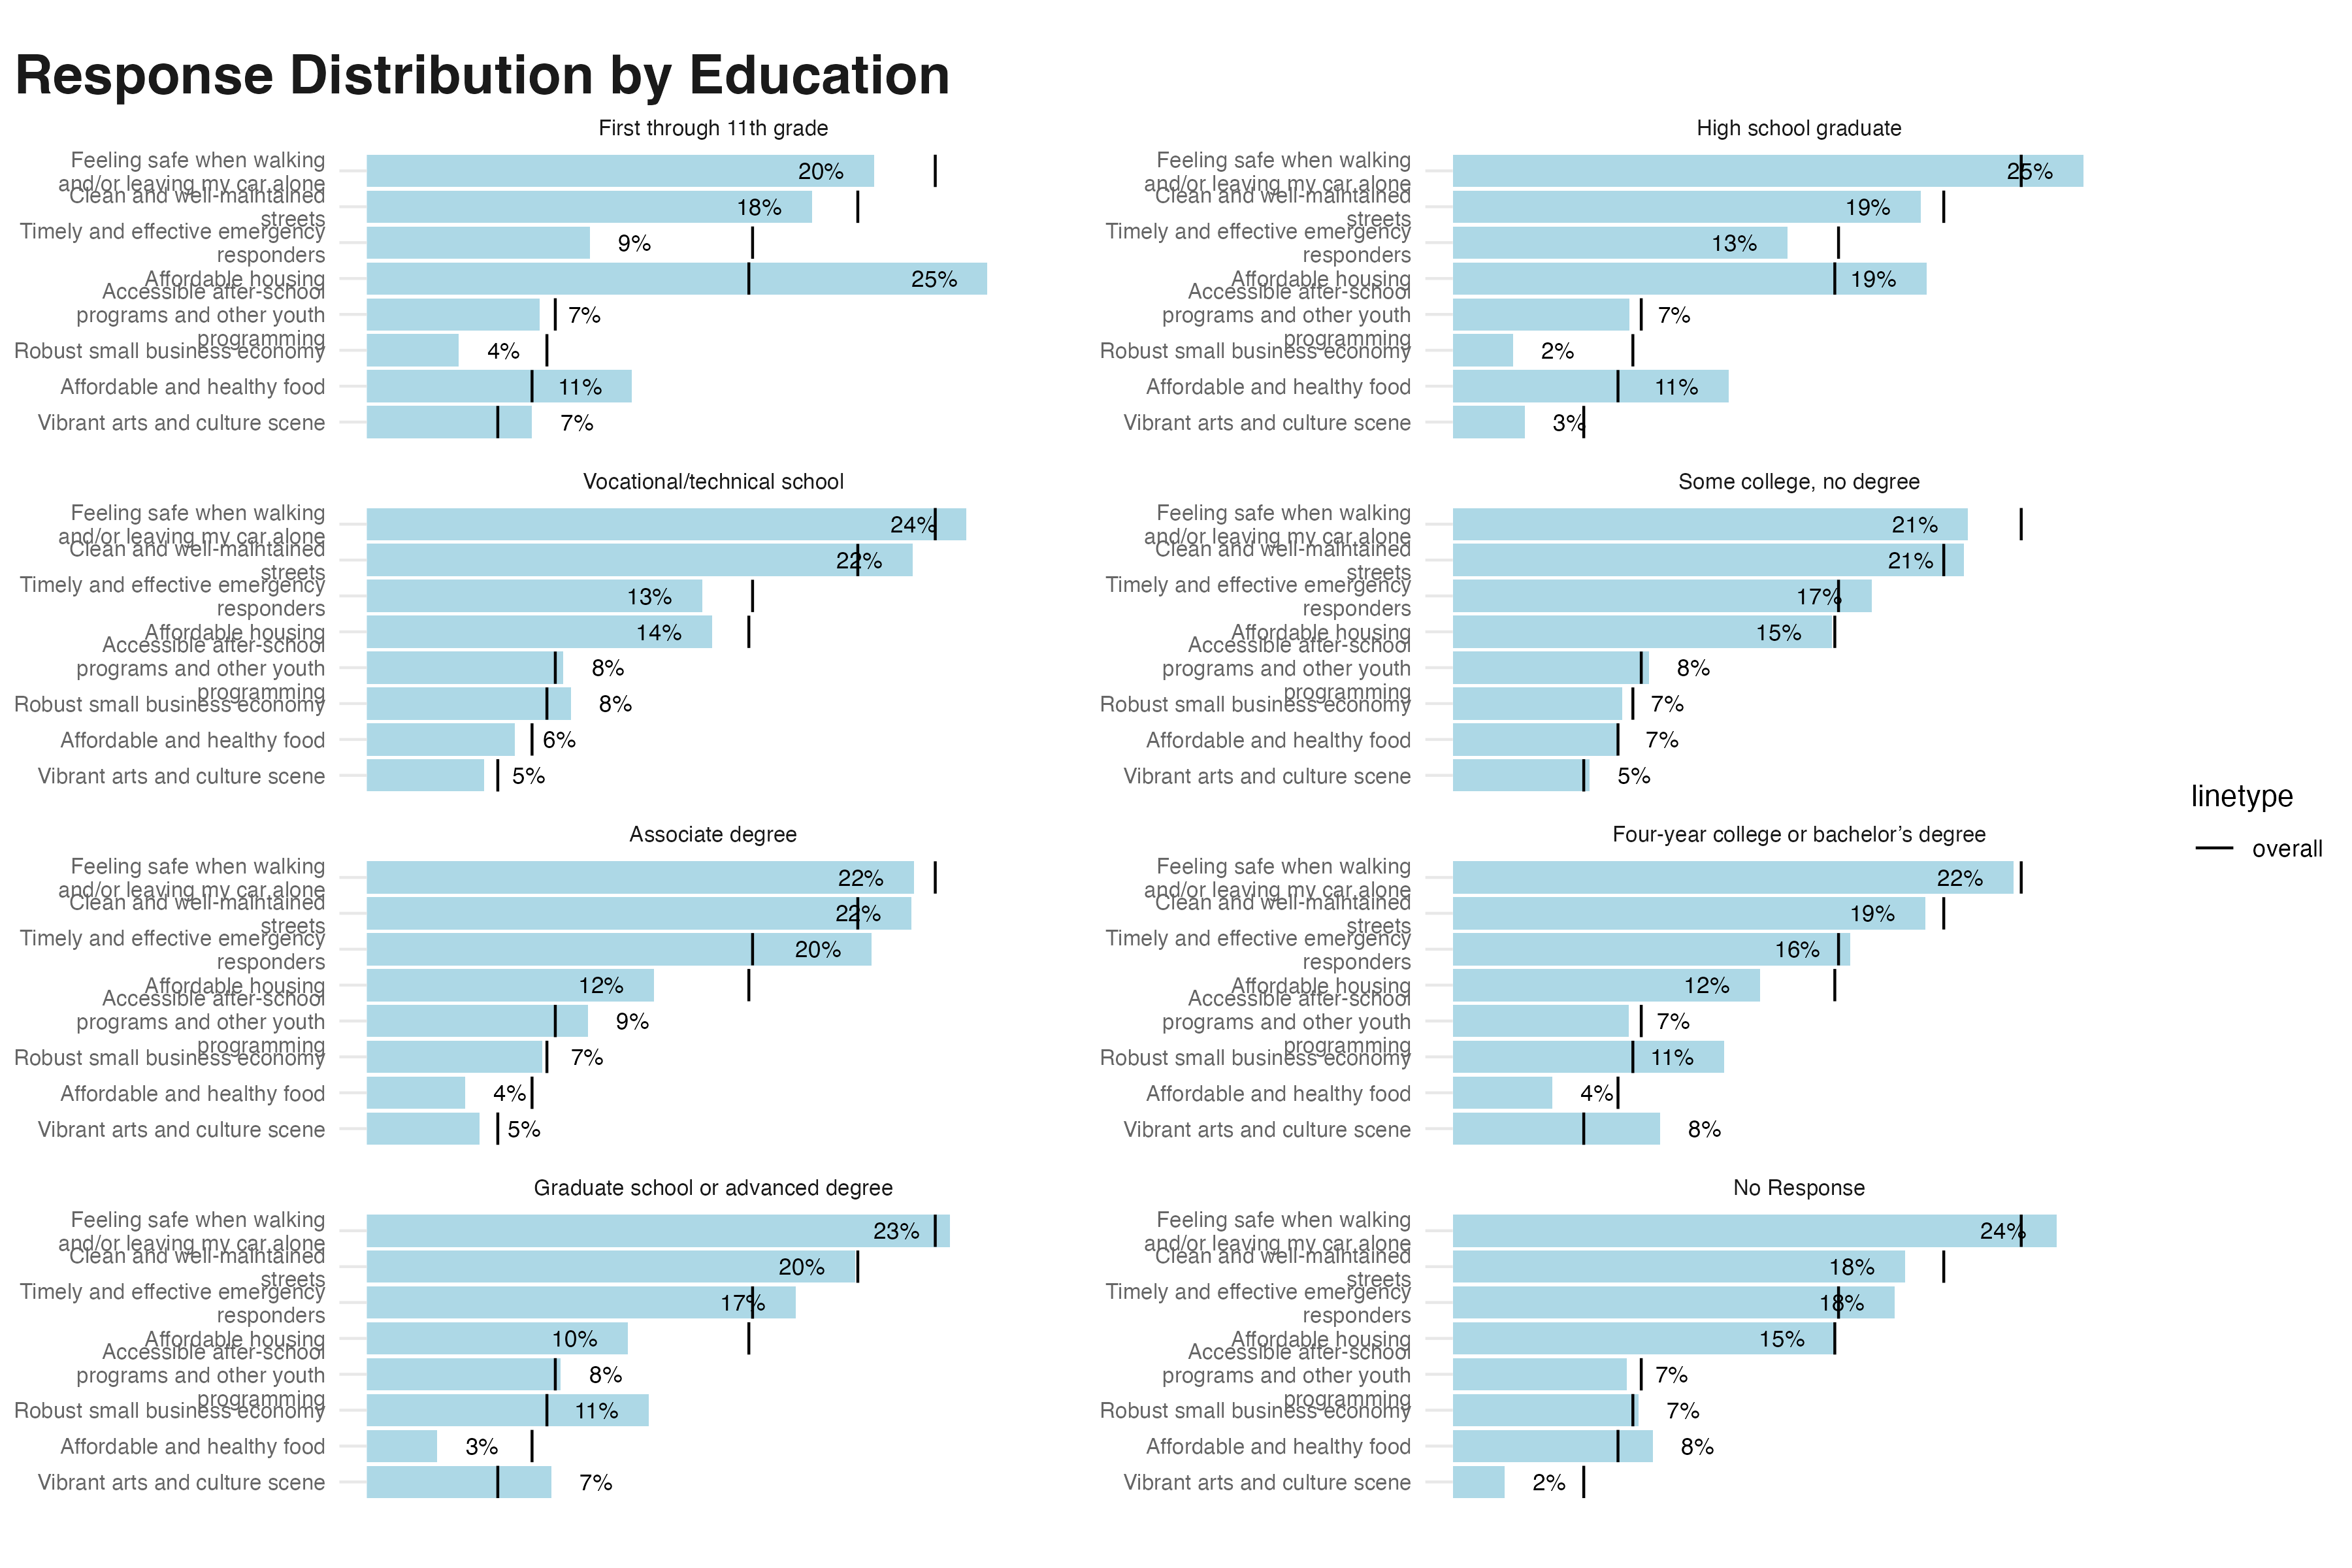 Response Distribution by Education
First through 11th grade
Feeling safe when walking
and/or leaving my car alone
20%
Clean and well-maintained
streets
18%
Timely and effective emergency
responders
9%
Affordable housing
25%
Accessible after-school
programs and other youth
programming
7%
Robust small business economy
4%
Affordable and healthy food
11%
Vibrant arts and culture scene
7%
High school graduate
Feeling safe when walking
and/or leaving my car alone
25%
Clean and well-maintained
streets
19%
Timely and effective emergency
responders
13%
Affordable housing
19%
Accessible after-school
programs and other youth
programming
7%
Robust small business economy
2%
Affordable and healthy food
11%
Vibrant arts and culture scene
3%
Vocational/technical school
Feeling safe when walking
and/or leaving my car alone
24%
Clean and well-maintained
streets
22%
Timely and effective emergency
responders
13%
Affordable housing
14%
Accessible after-school
programs and other youth
programming
8%
Robust small business economy
8%
Affordable and healthy food
6%
Vibrant arts and culture scene
5%
Some college, no degree
Feeling safe when walking
and/or leaving my car alone
21%
Clean and well-maintained
streets
21%
Timely and effective emergency
responders
17%
Affordable housing
15%
Accessible after-school
programs and other youth
programming
8%
Robust small business economy
7%
Affordable and healthy food
7%
Vibrant arts and culture scene
5%
Associate degree
Feeling safe when walking
and/or leaving my car alone
22%
Clean and well-maintained
streets
22%
Timely and effective emergency
responders
20%
Affordable housing
12%
Accessible after-school
programs and other youth
programming
9%
Robust small business economy
7%
Affordable and healthy food
4%
Vibrant arts and culture scene
5%
Four-year college or bachelor’s degree
Feeling safe when walking
and/or leaving my car alone
22%
Clean and well-maintained
streets
19%
Timely and effective emergency
responders
16%
Affordable housing
12%
Accessible after-school
programs and other youth
programming
7%
Robust small business economy
11%
Affordable and healthy food
4%
Vibrant arts and culture scene
8%
Graduate school or advanced degree
Feeling safe when walking
and/or leaving my car alone
23%
Clean and well-maintained
streets
20%
Timely and effective emergency
responders
17%
Affordable housing
10%
Accessible after-school
programs and other youth
programming
8%
Robust small business economy
11%
Affordable and healthy food
3%
Vibrant arts and culture scene
7%
No Response
Feeling safe when walking
and/or leaving my car alone
24%
Clean and well-maintained
streets
18%
Timely and effective emergency
responders
18%
Affordable housing
15%
Accessible after-school
programs and other youth
programming
7%
Robust small business economy
7%
Affordable and healthy food
8%
Vibrant arts and culture scene
2%
linetype
overall